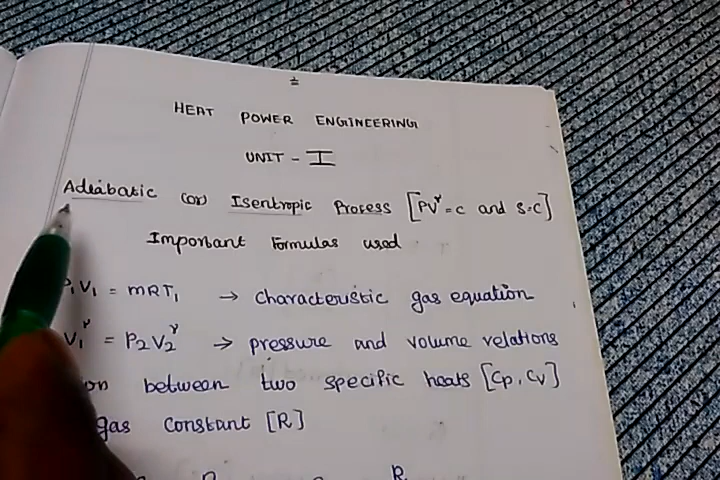 HEAT POWER ENGINEERING
UNIT - I
Adiabatic (or) Isentropic Process [PV^γ = C and S=C]
Important Formulas used
P₁V₁ = mRT₁ → characteristic gas equation
V₁^γ = P₂V₂^γ → pressure and volume relations
between two specific heats [Cp, Cv]
gas constant [R]
R